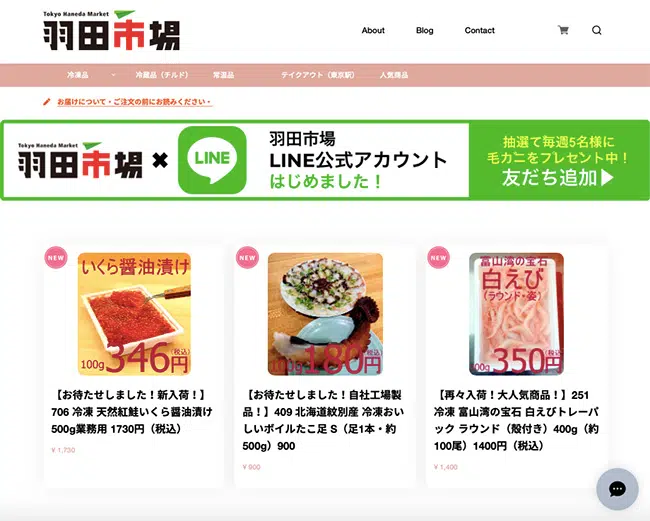 Tokyo Haneda Market
羽田市場
About
Blog
Contact
冷凍品
冷蔵品（チルド）
常温品
テイクアウト（東京駅）
人気商品
お届けについて・ご注文の前にお読みください・
Tokyo Haneda Market
羽田市場
×
LINE
羽田市場
LINE公式アカウント
はじめました！
抽選で毎週5名様に
毛ガニをプレゼント中！
友だち追加▶
NEW
いくら醤油漬け
100g346円(税込)
【お待たせしました！新入荷！】
706 冷凍 天然紅鮭いくら醤油漬け
500g業務用 1730円（税込）
¥ 1,730
NEW
100g180円(税込)
【お待たせしました！自社工場製
品！】409 北海道紋別産 冷凍おい
しいボイルたこ足 S（足1本・約
500g）900
¥ 900
NEW
富山湾の宝石
白えび
(ラウンド・姿)
100g350円(税込)
【再々入荷！大人気商品！】251
冷凍 富山湾の宝石 白えびトレーパ
ック ラウンド（殻付き）400g（約
100尾）1400円（税込）
¥ 1,400